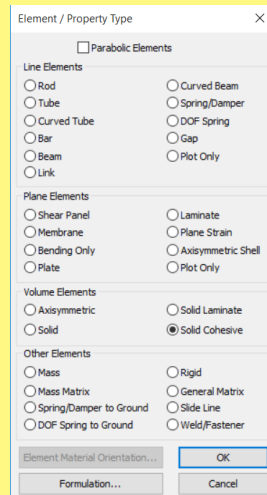 Element / Property Type
Parabolic Elements
Line Elements
Rod
Curved Beam
Tube
Spring/Damper
Curved Tube
DOF Spring
Bar
Gap
Beam
Plot Only
Link
Plane Elements
Shear Panel
Laminate
Membrane
Plane Strain
Bending Only
Axisymmetric Shell
Plate
Plot Only
Volume Elements
Axisymmetric
Solid Laminate
Solid
Solid Cohesive
Other Elements
Mass
Rigid
Mass Matrix
General Matrix
Spring/Damper to Ground
Slide Line
DOF Spring to Ground
Weld/Fastener
Element Material Orientation...
OK
Formulation...
Cancel